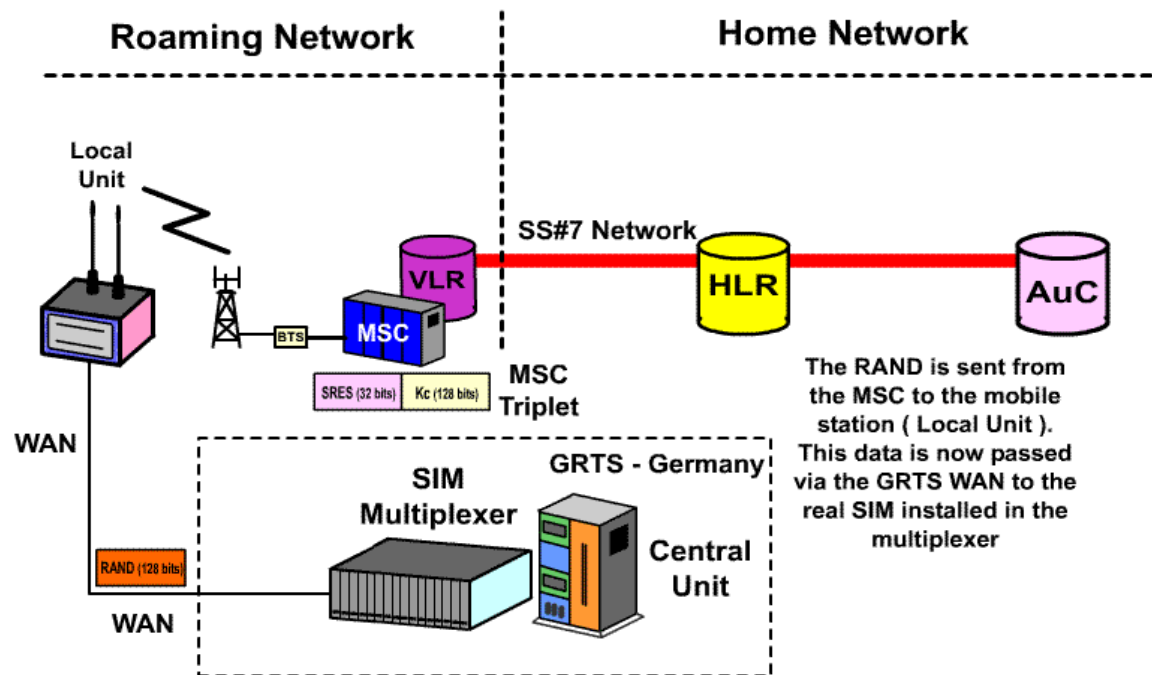 Roaming Network
Home Network
Local
Unit
SS#7 Network
VLR
HLR
AuC
BTS
MSC
SRES (32 bits)
Kc (128 bits)
MSC
Triplet
The RAND is sent from
the MSC to the mobile
station ( Local Unit ).
This data is now passed
via the GRTS WAN to the
real SIM installed in the
multiplexer
WAN
GRTS - Germany
SIM
Multiplexer
Central
Unit
RAND (128 bits)
WAN